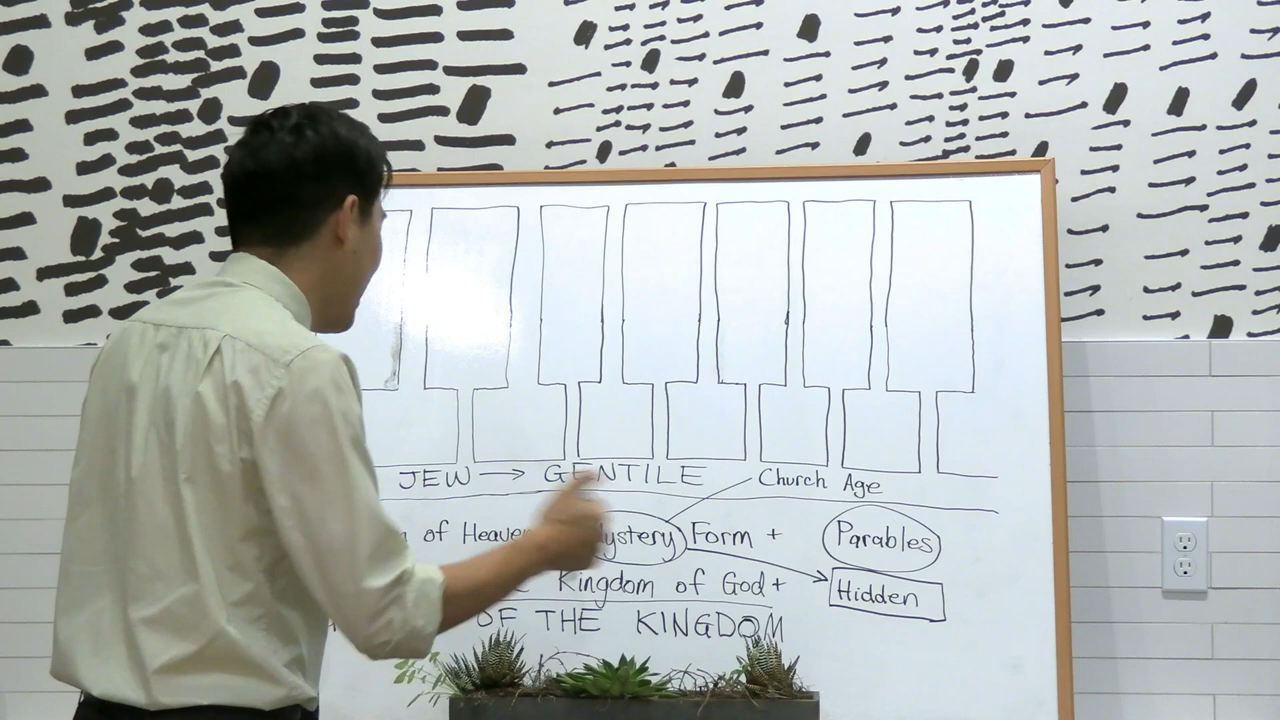 JEW → GENTILE Church Age
of Heaven Mystery Form + Parables
Kingdom of God + Hidden
OF THE KINGDOM